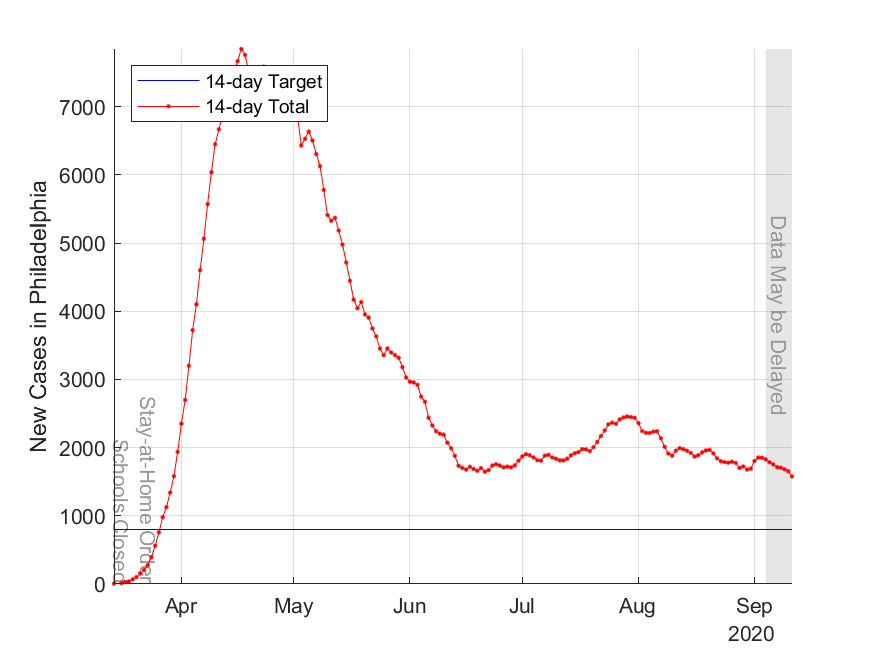 14-day Target
14-day Total
New Cases in Philadelphia
7000
6000
5000
4000
3000
2000
1000
0
Schools Closed
Stay-at-Home Order
Data May be Delayed
Apr
May
Jun
Jul
Aug
Sep
2020